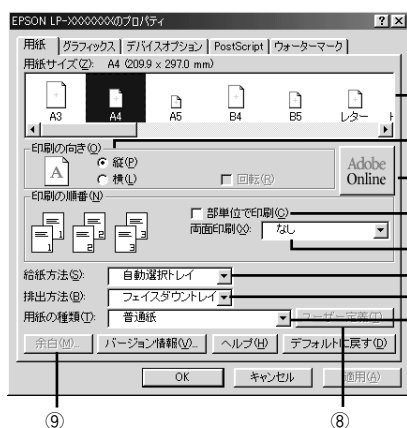 EPSON LP-XXXXXXXのプロパティ
用紙 グラフィックス デバイスオプション PostScript ウォーターマーク
用紙サイズ(Z): A4 (209.9 x 297.0 mm)
A3 A4 A5 B4 B5 レター
印刷の向き(O)
A
縦(P)
横(L)
回転(R)
Adobe
Online
印刷の順番(N)
1 1 2 2 3 3
部単位で印刷(C)
両面印刷(X): なし
給紙方法(S): 自動選択トレイ
排出方法(B): フェイスダウントレイ
用紙の種類(T): 普通紙 ユーザー定義(I)...
余白(M)... バージョン情報(V)... ヘルプ(H) デフォルトに戻す(D)
OK キャンセル 適用(A)
⑨ ⑧